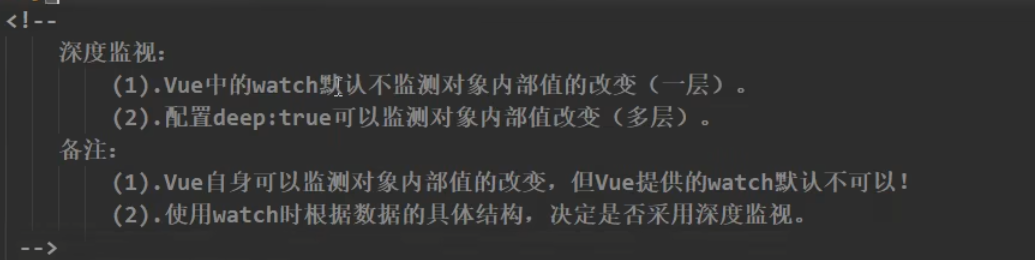 <!--
深度监视:
(1).Vue中的watch默认不监测对象内部值的改变（一层）。
(2).配置deep:true可以监测对象内部值改变（多层）。
备注:
(1).Vue自身可以监测对象内部值的改变，但Vue提供的watch默认不可以！
(2).使用watch时根据数据的具体结构，决定是否采用深度监视。
-->